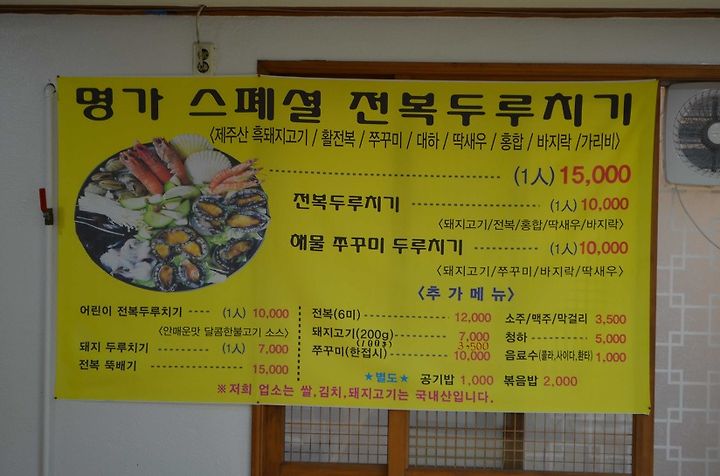 명가 스페셜 전복두루치기
〈제주산 흑돼지고기 / 활전복 / 쭈꾸미 / 대하 / 딱새우 / 홍합 / 바지락 / 가리비〉
(1人) 15,000
전복두루치기 (1人) 10,000
〈돼지고기/전복/홍합/딱새우/바지락〉
해물 쭈꾸미 두루치기 (1人) 10,000
〈돼지고기/쭈꾸미/바지락/딱새우〉
어린이 전복두루치기 (1人) 10,000
〈안매운맛 달콤한불고기 소스〉
돼지 두루치기 (1人) 7,000
전복 뚝배기 15,000
〈추 가 메 뉴〉
전복(6미) 12,000
돼지고기(200g) 7,000
(100g) 3,500
쭈꾸미(한접시) 10,000
소주/맥주/막걸리 3,500
청하 5,000
음료수(콜라,사이다,환타) 1,000
★별도★ 공기밥 1,000 볶음밥 2,000
※저희 업소는 쌀.김치.돼지고기는 국내산입니다.